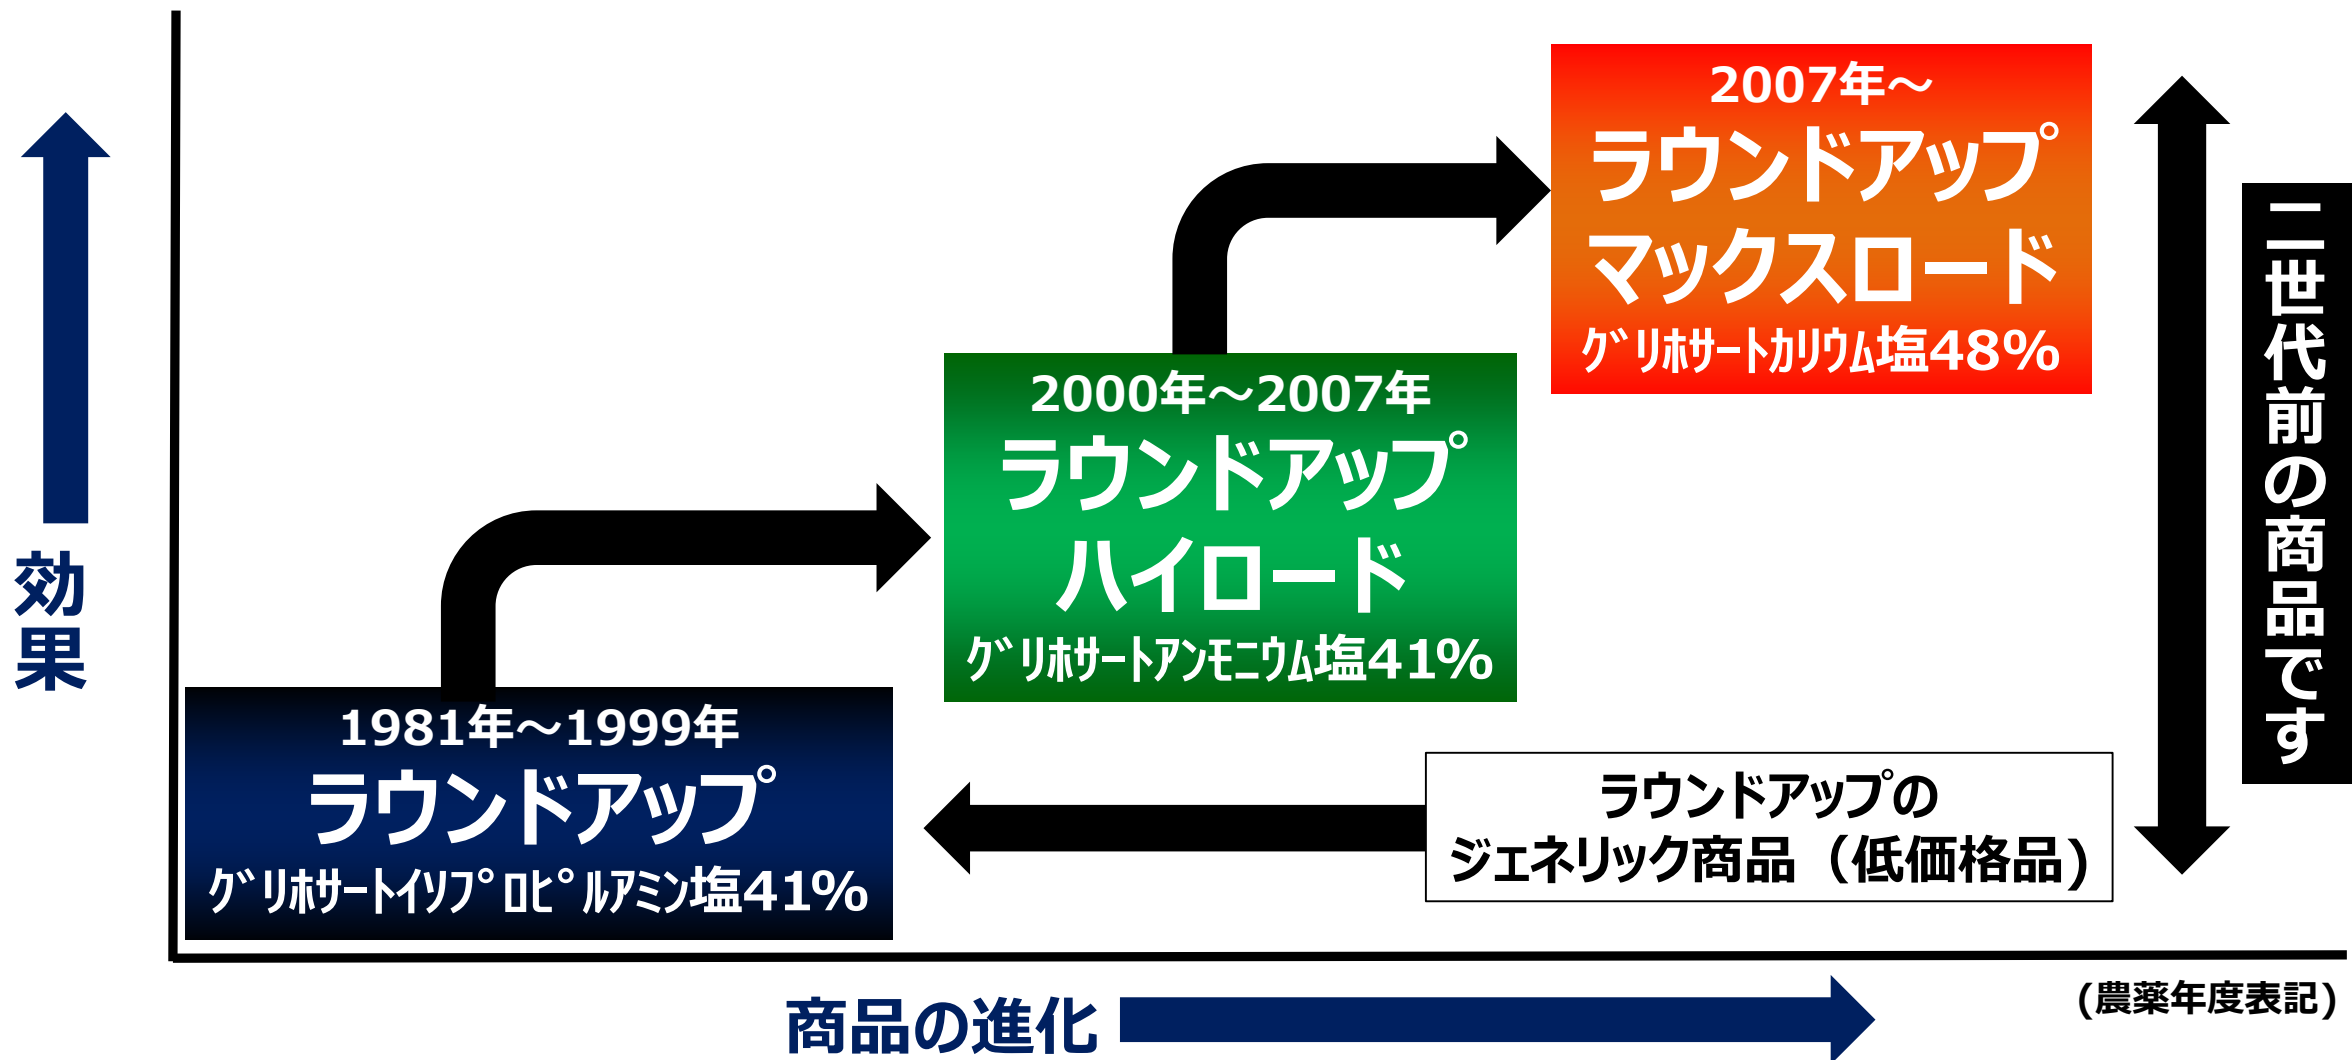 2007年～
ラウンドアップ
マックスロード
ｸﾞﾘﾎｻｰﾄｶﾘｳﾑ塩48%
2000年～2007年
ラウンドアップ
ハイロード
ｸﾞﾘﾎｻｰﾄｱﾝﾓﾆｳﾑ塩41%
1981年～1999年
ラウンドアップ
ｸﾞﾘﾎｻｰﾄｲｿﾌﾟﾛﾋﾟﾙｱﾐﾝ塩41%
ラウンドアップの
ジェネリック商品（低価格品）
二世代前の商品です
効果
商品の進化
(農薬年度表記)